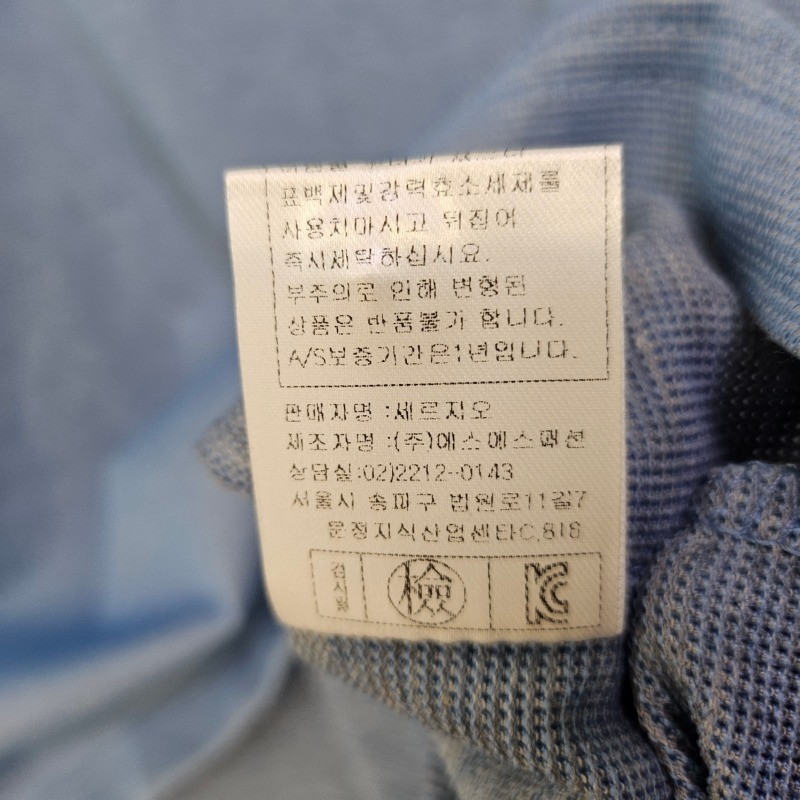 표백제및강력효소세제를
사용치마시고 뒤집어
즉시세탁하십시요.
부주의로 인해 변형된
상품은 반품불가 합니다.
A/S보증기간은1년입니다.
판매자명 :세르지오
제조자명 :(주)에스에스패션
상담실:02)2212-0143
서울시 송파구 법원로11길7
문정지식산업센타C,818
검사필
檢